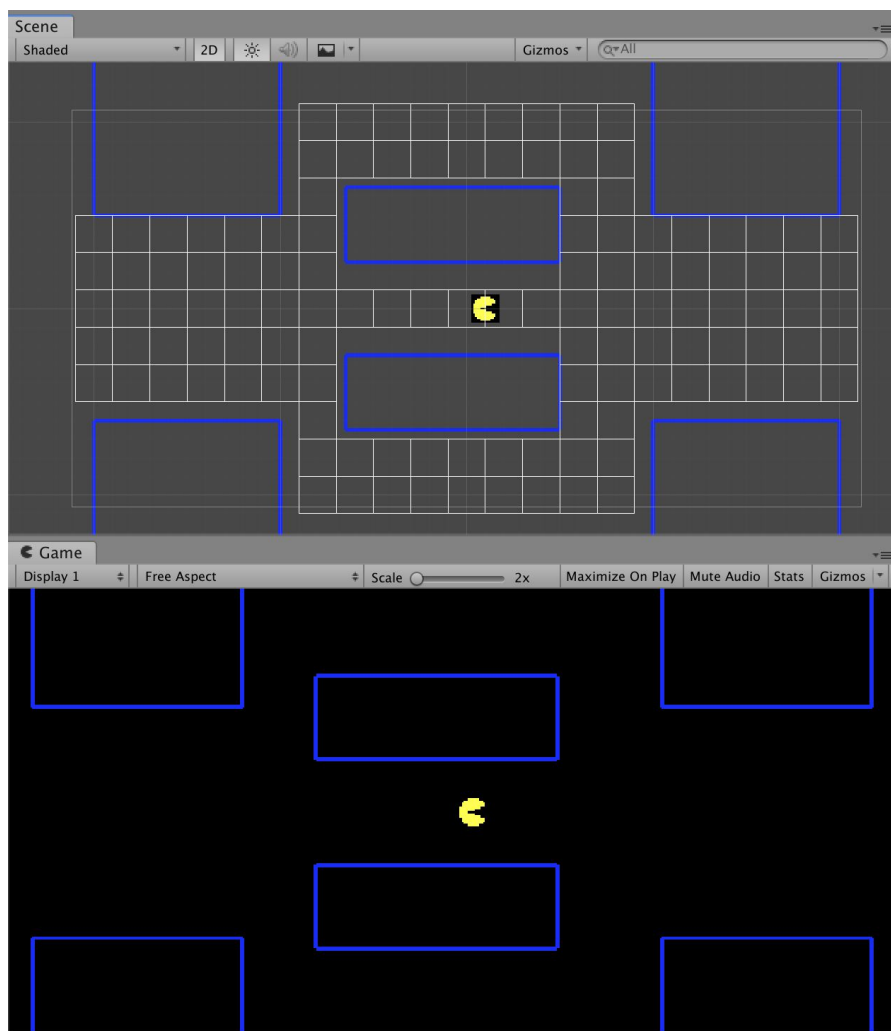 Scene
Shaded 2D Gizmos All
Game
Display 1 Free Aspect Scale 2x Maximize On Play Mute Audio Stats Gizmos